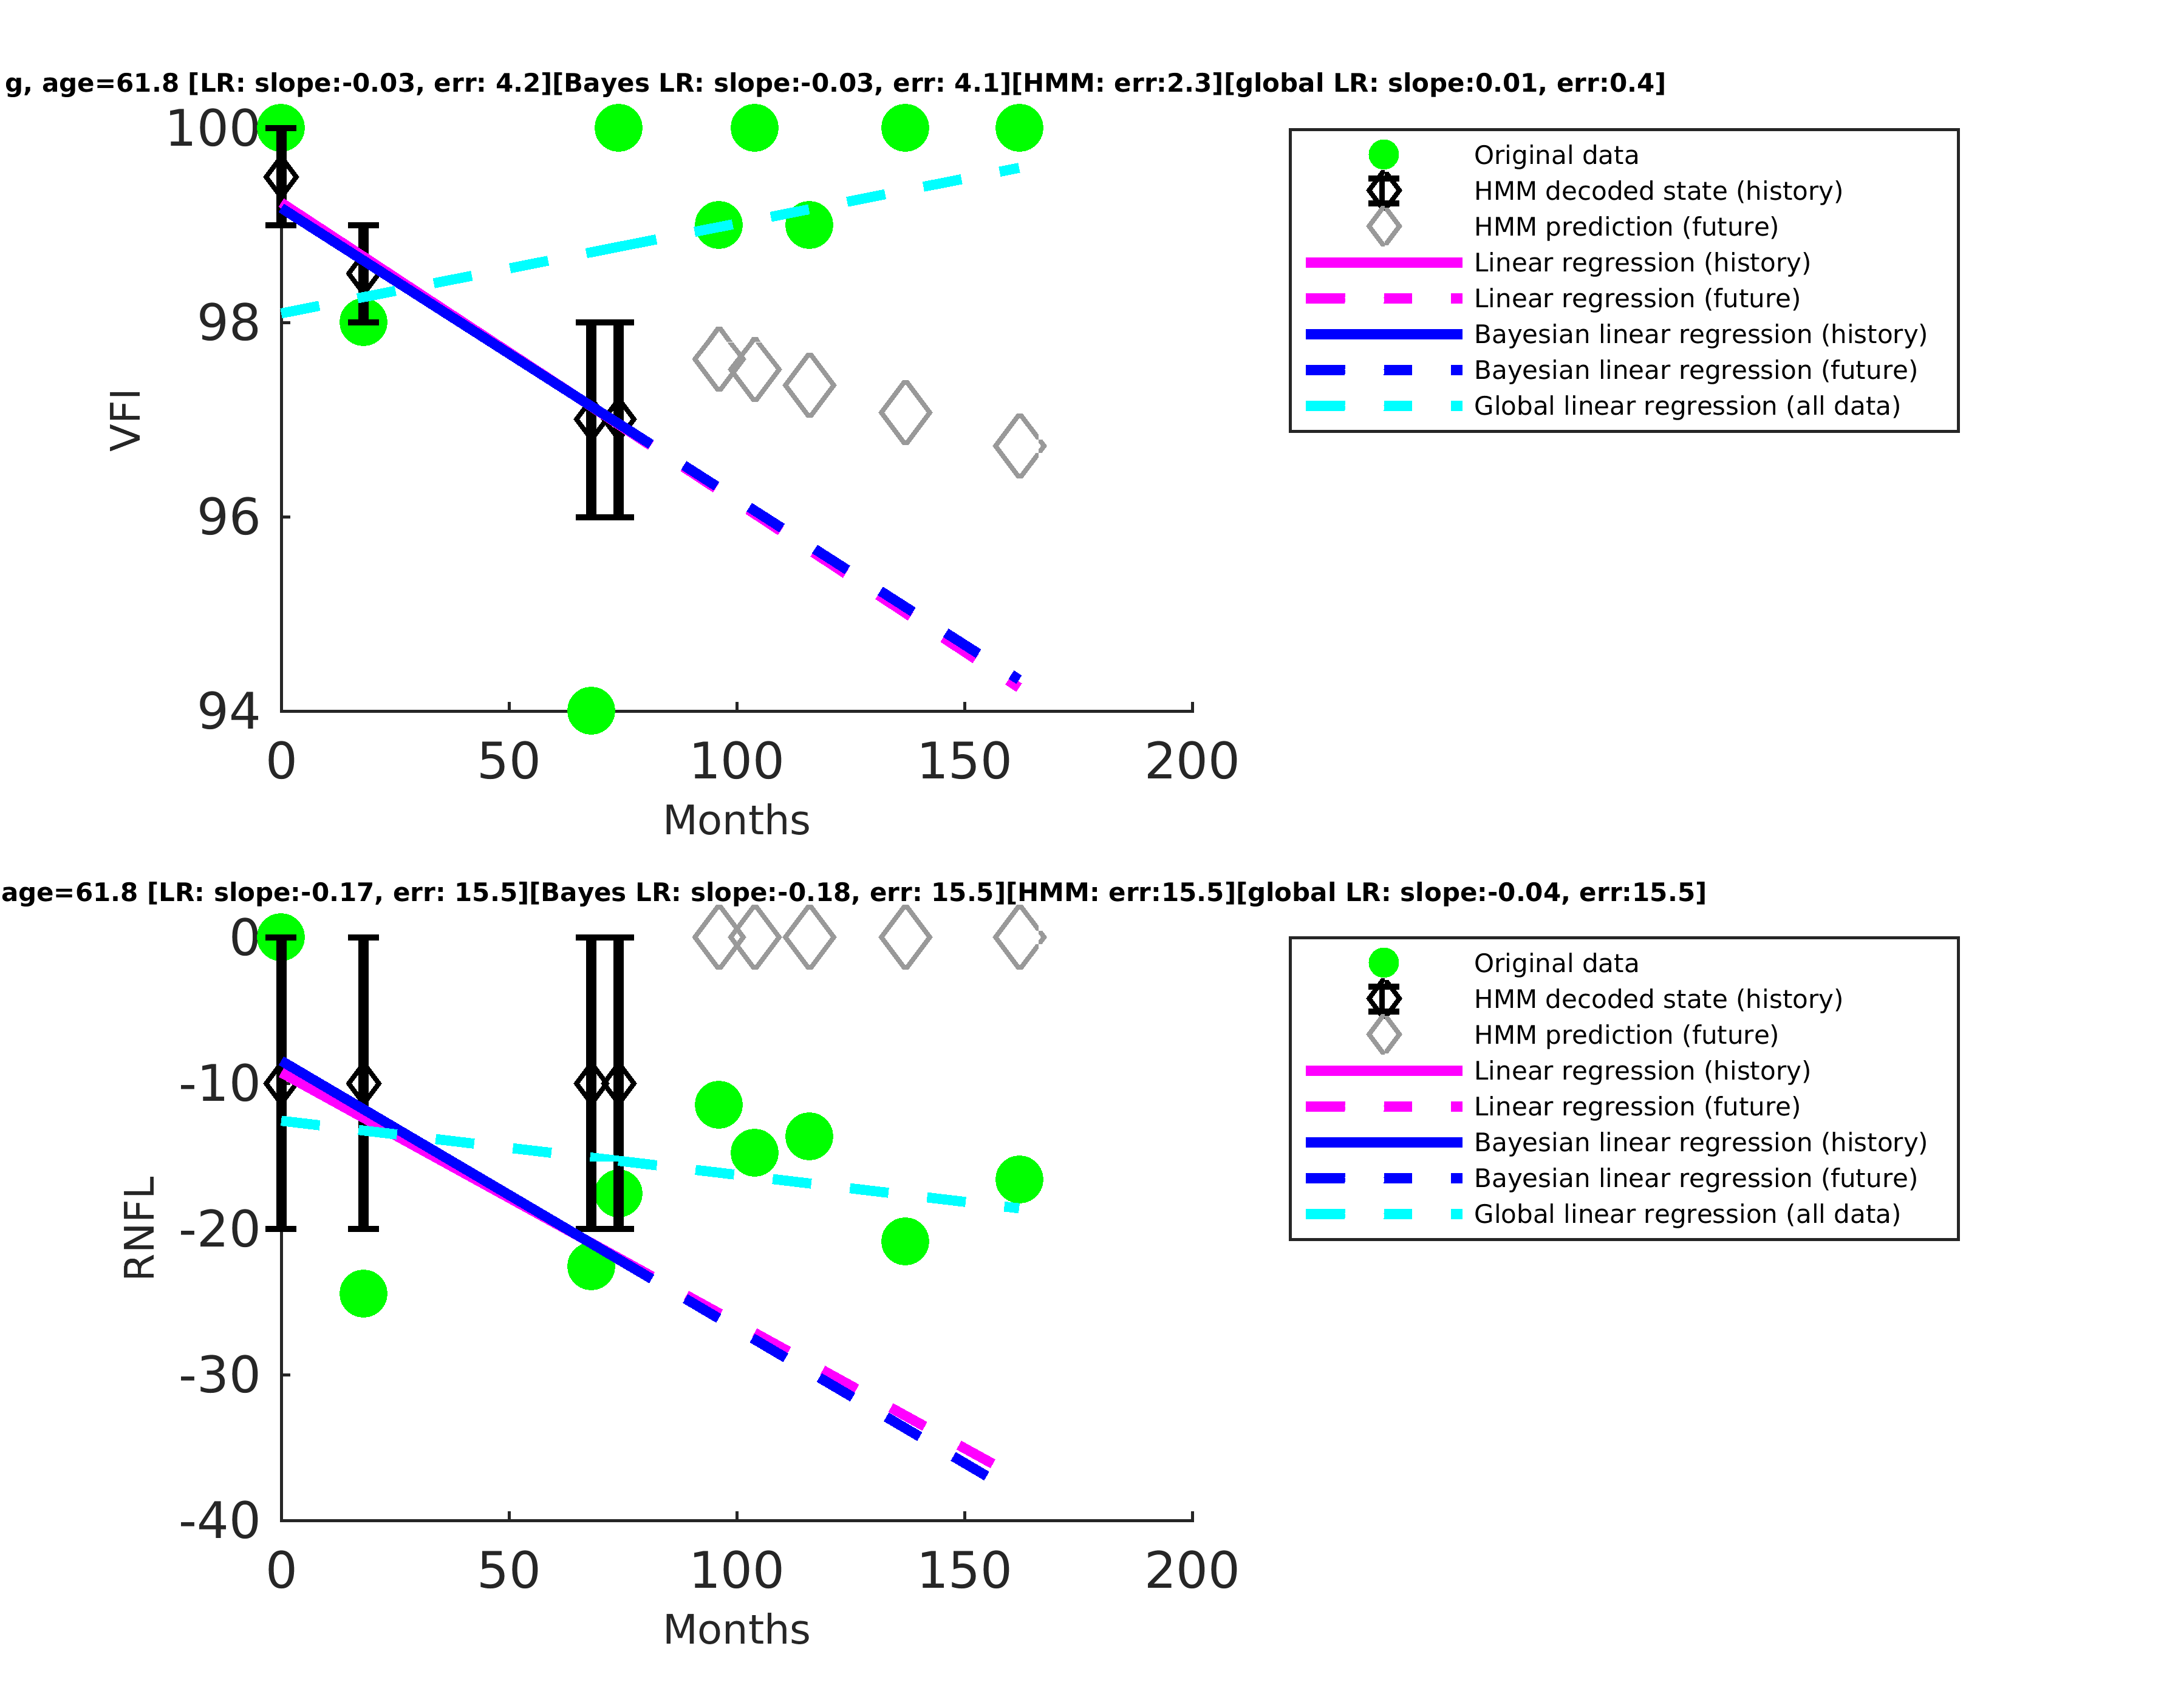 g, age=61.8 [LR: slope:-0.03, err: 4.2][Bayes LR: slope:-0.03, err: 4.1][HMM: err:2.3][global LR: slope:0.01, err:0.4]
100
98
96
94
VFI
0 50 100 150 200
Months
Original data
HMM decoded state (history)
HMM prediction (future)
Linear regression (history)
Linear regression (future)
Bayesian linear regression (history)
Bayesian linear regression (future)
Global linear regression (all data)
age=61.8 [LR: slope:-0.17, err: 15.5][Bayes LR: slope:-0.18, err: 15.5][HMM: err:15.5][global LR: slope:-0.04, err:15.5]
0
-10
-20
-30
-40
RNFL
0 50 100 150 200
Months
Original data
HMM decoded state (history)
HMM prediction (future)
Linear regression (history)
Linear regression (future)
Bayesian linear regression (history)
Bayesian linear regression (future)
Global linear regression (all data)